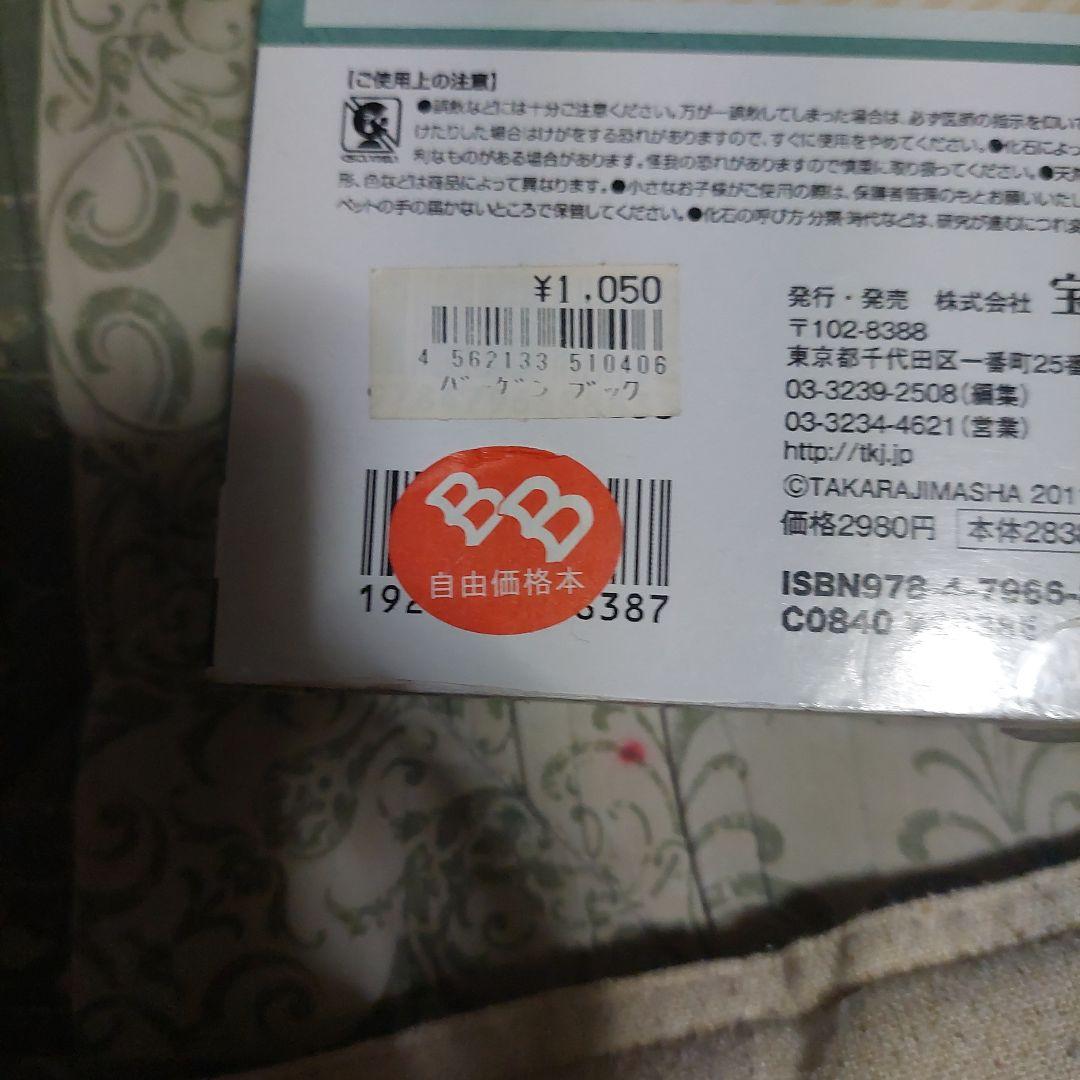 【ご使用上の注意】
●誤飲などには十分ご注意ください。万が一誤飲してしまった場合は、必ず医師の指示を仰いで
けたりした場合はけがをする恐れがありますので、すぐに使用をやめてください。●化石によっ
利なものがある場合があります。怪我の恐れがありますので慎重に取り扱ってください。●天然
形、色などは商品によって異なります。●小さなお子様がご使用の際は、保護者管理のもとお願いいたし
ペットの手の届かないところで保管してください。●化石の呼び方・分類・時代などは、研究が進むにつれ
¥1,050
4 562133 510406
バーゲン ブック
BB
自由価格本
192
8387
発行・発売 株式会社 宝
〒102-8388
東京都千代田区一番町25番
03-3239-2508(編集)
03-3234-4621(営業)
http://tkj.jp
©TAKARAJIMASHA 201
価格2980円 本体2838
ISBN978-4-7966-
C0840